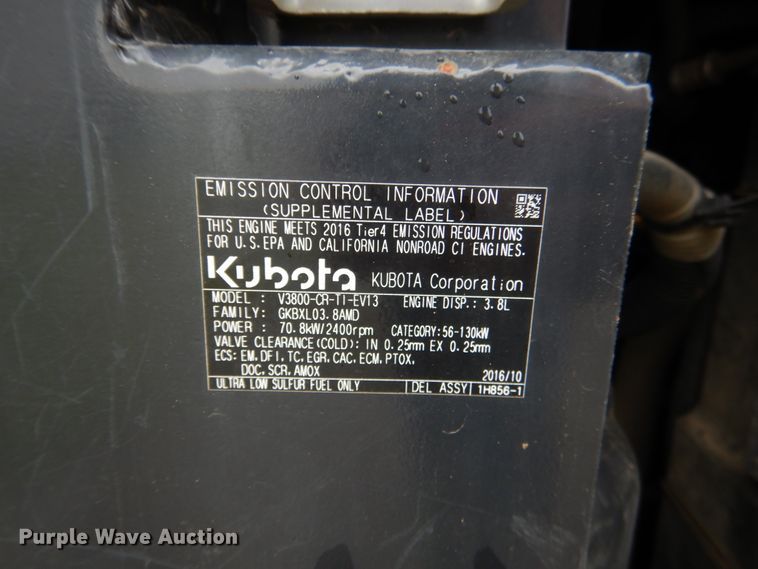 EMISSION CONTROL INFORMATION
(SUPPLEMENTAL LABEL)
THIS ENGINE MEETS 2016 Tier4 EMISSION REGULATIONS
FOR U.S.EPA AND CALIFORNIA NONROAD CI ENGINES.
Kubota KUBOTA Corporation
MODEL : V3800-CR-TI-EV13 ENGINE DISP.: 3.8L
FAMILY: GKBXL03.8AMD
POWER : 70.8kW/2400rpm CATEGORY:56-130kW
VALVE CLEARANCE(COLD): IN 0.25mm EX 0.25mm
ECS: EM,DFI,TC,EGR,CAC,ECM,PTOX,
DOC,SCR,AMOX 2016/10
ULTRA LOW SULFUR FUEL ONLY DEL ASSY 1H856-1
Purple Wave Auction